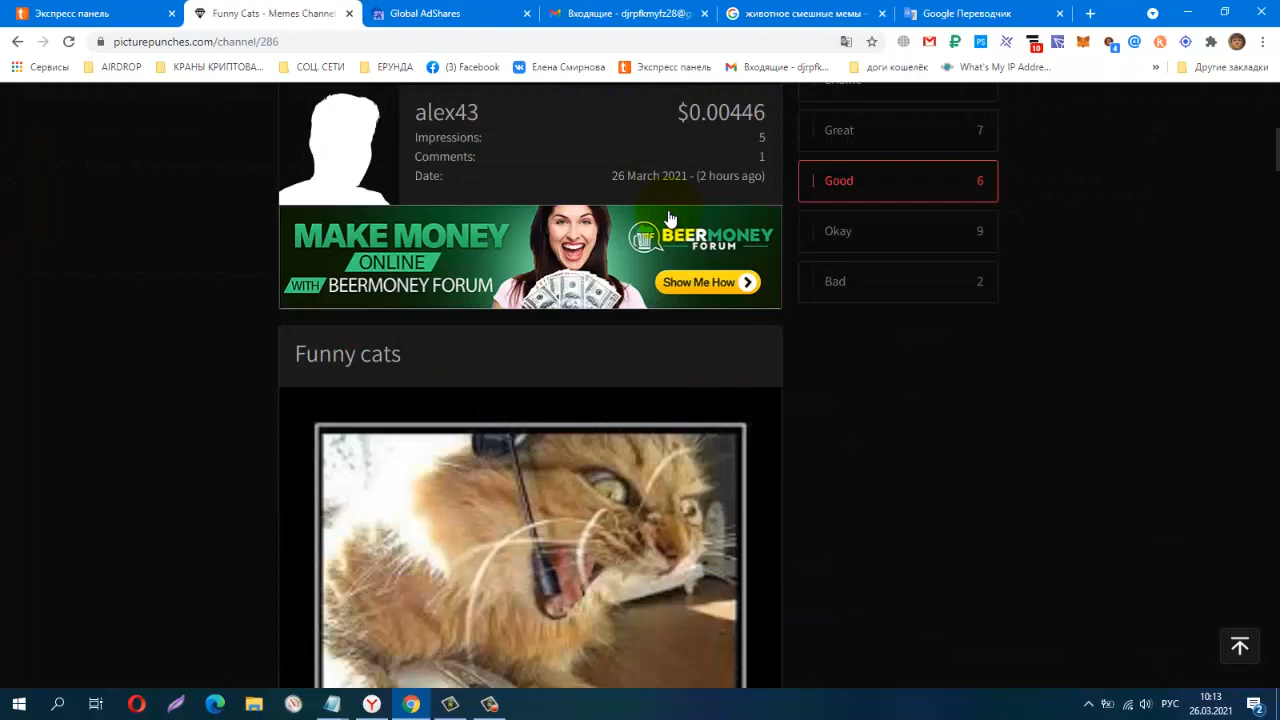 Экспресс панель
Funny Cats - Memes Channel
Global AdShares
Входящие - djrpfkmyfz28@g
животное смешные мемы -
Google Переводчик
picturepunches.com/channel/286
10
4
Сервисы
AIRDROP
КРАНЫ КРИПТОВА...
СОЦ. СЕТИ
ЕРУНДА
(3) Facebook
Елена Смирнова
Экспресс панель
Входящие - djrpfk...
доги кошелёк
What's My IP Addre...
»
Другие закладки
alex43
$0.00446
Impressions:
5
Comments:
1
Date:
26 March 2021 - (2 hours ago)
Great
7
Good
6
Okay
9
Bad
2
MAKE MONEY
ONLINE
WITH BEERMONEY FORUM
BEERMONEY
FORUM
Show Me How
Funny cats
РУС
10:13
26.03.2021
2